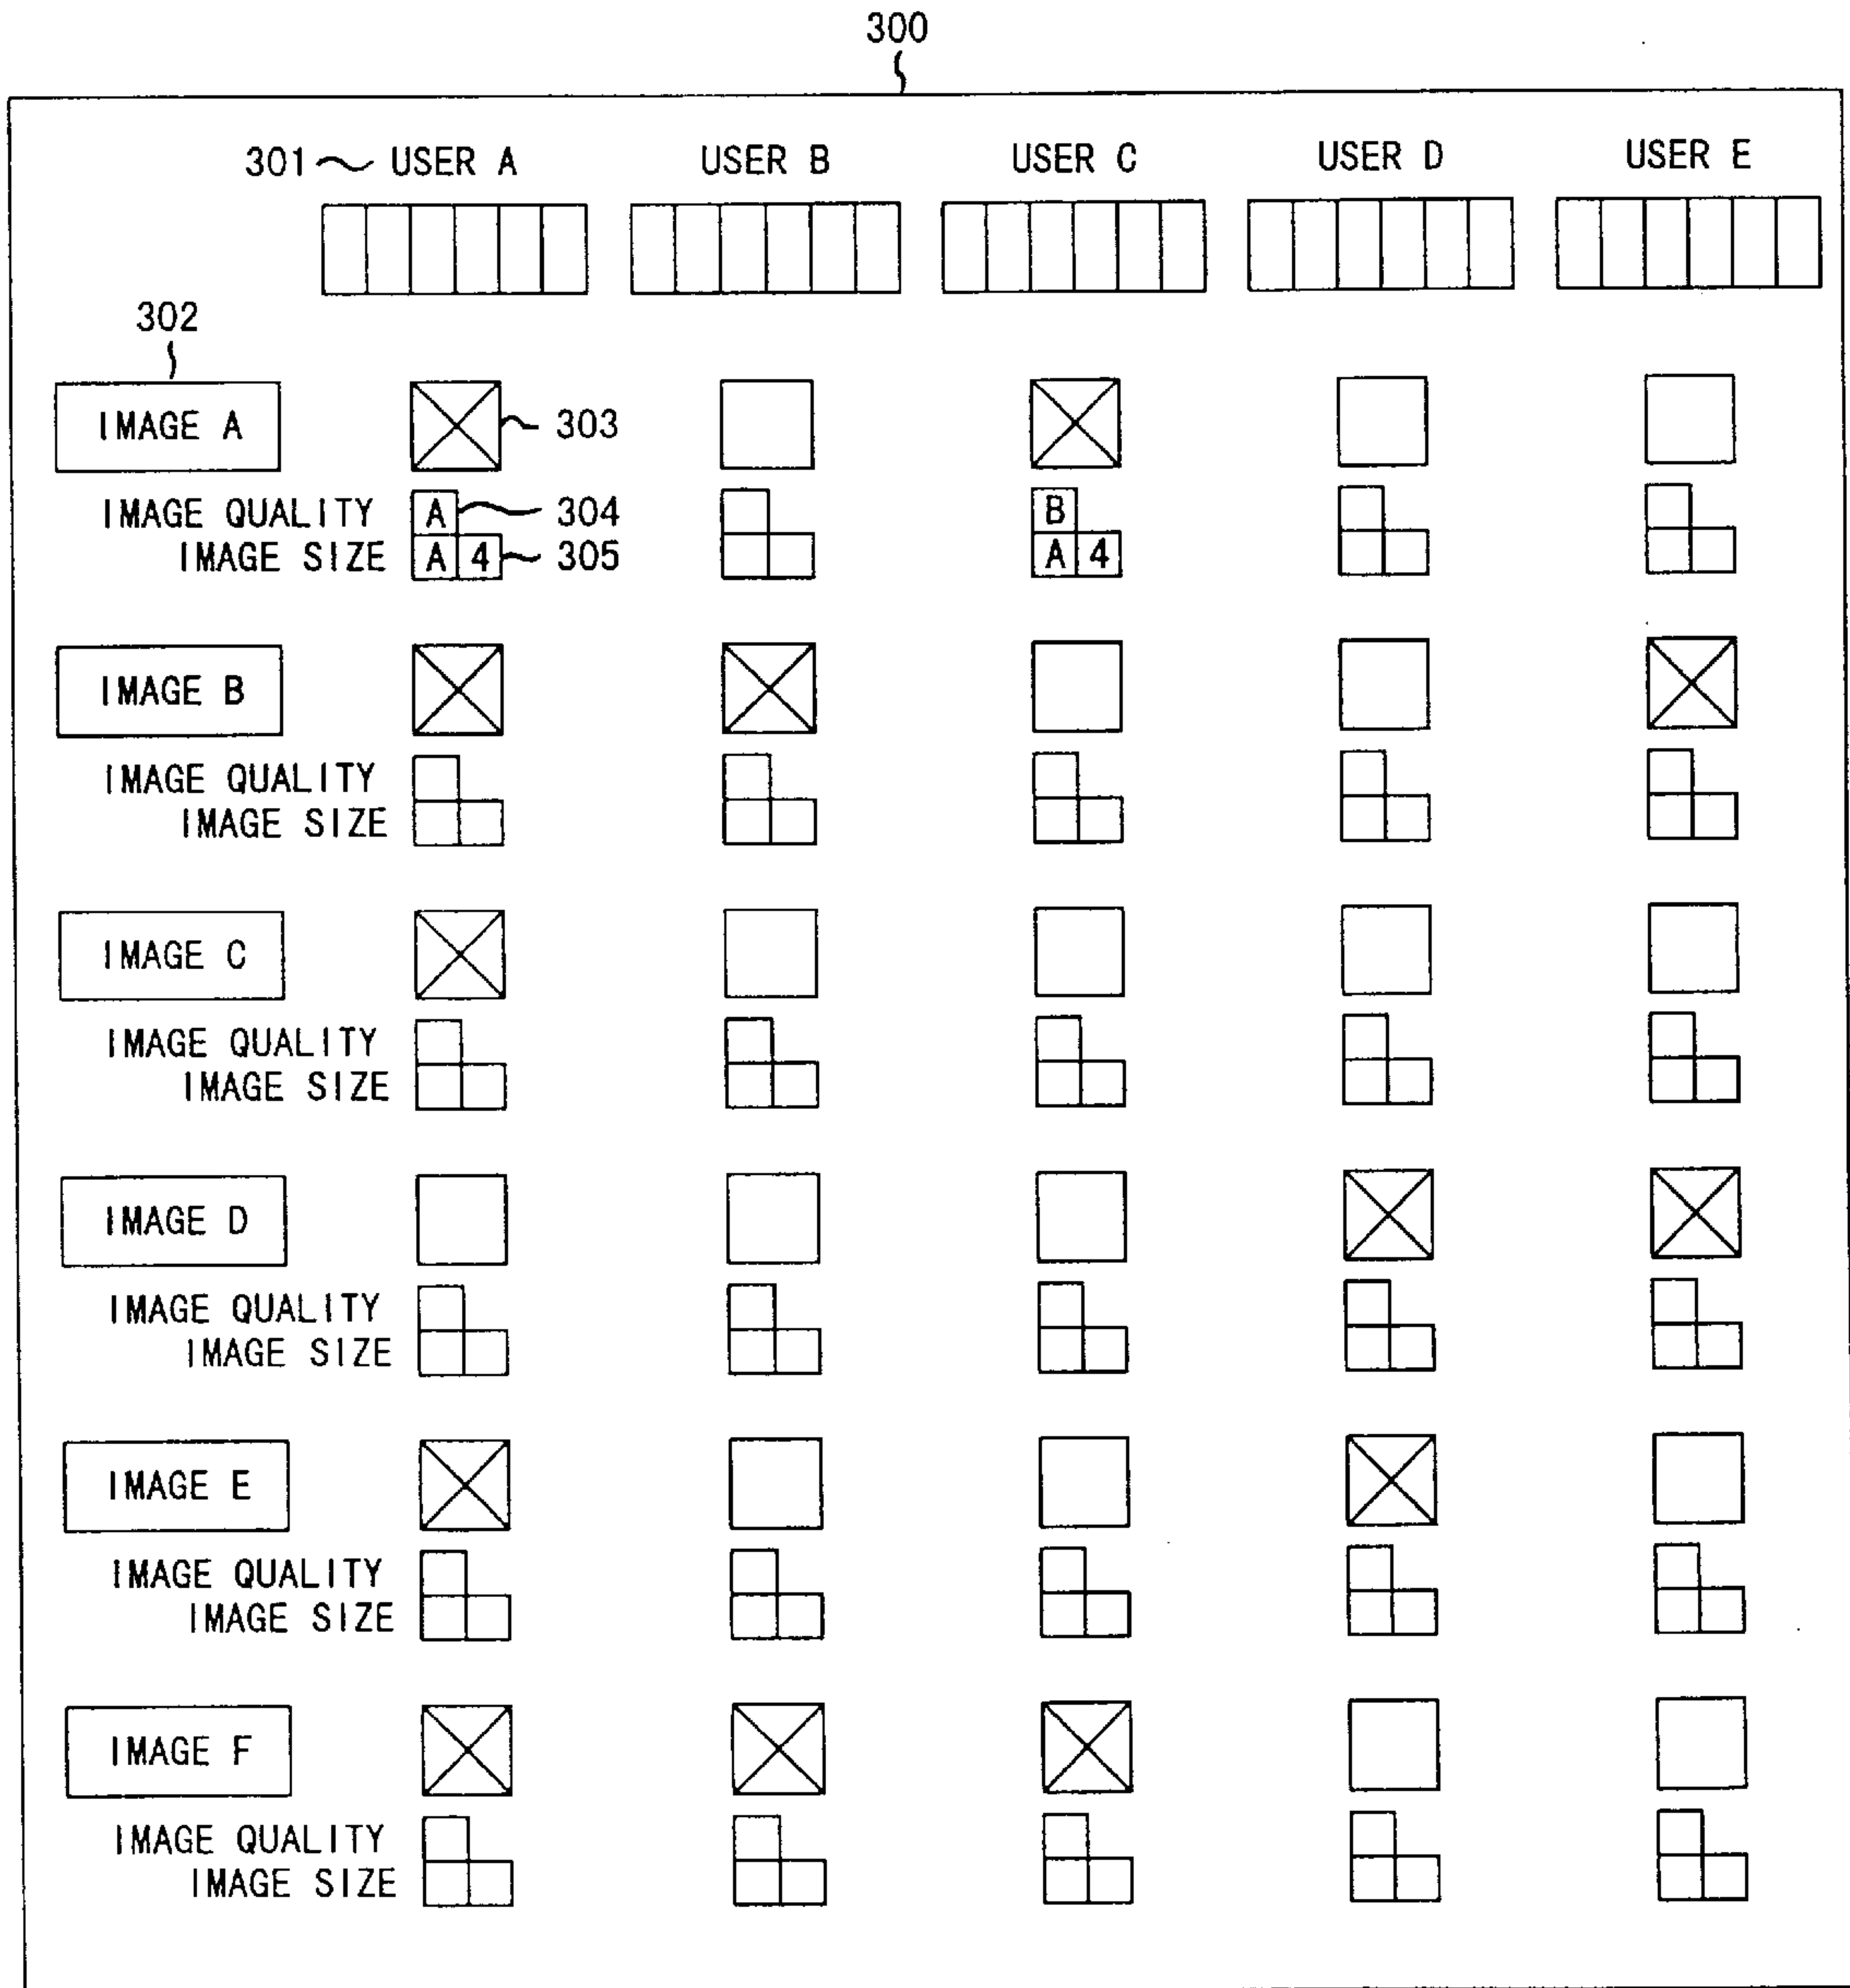 300
301 USER A USER B USER C USER D USER E
302
IMAGE A 303
IMAGE QUALITY A 304 B
IMAGE SIZE A 4 305 A 4
IMAGE B
IMAGE QUALITY
IMAGE SIZE
IMAGE C
IMAGE QUALITY
IMAGE SIZE
IMAGE D
IMAGE QUALITY
IMAGE SIZE
IMAGE E
IMAGE QUALITY
IMAGE SIZE
IMAGE F
IMAGE QUALITY
IMAGE SIZE